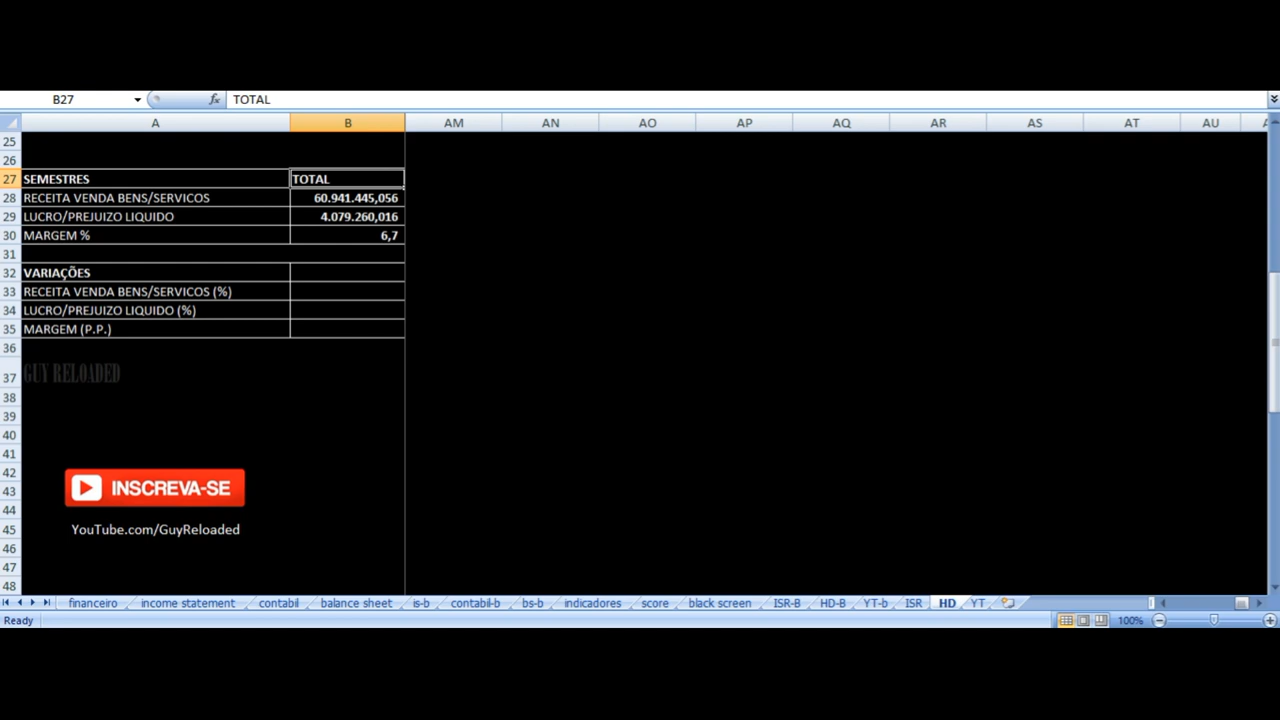 B27 fx TOTAL
A B AM AN AO AP AQ AR AS AT AU
25
26
27 SEMESTRES TOTAL
28 RECEITA VENDA BENS/SERVICOS 60.941.445,056
29 LUCRO/PREJUIZO LIQUIDO 4.079.260,016
30 MARGEM % 6,7
31
32 VARIAÇÕES
33 RECEITA VENDA BENS/SERVICOS (%)
34 LUCRO/PREJUIZO LIQUIDO (%)
35 MARGEM (P.P.)
36
37 GUY RELOADED
38
39
40
41
42
43 INSCREVA-SE
44
45 YouTube.com/GuyReloaded
46
47
48
financeiro income statement contabil balance sheet is-b contabil-b bs-b indicadores score black screen ISR-B HD-B YT-b ISR HD YT
Ready 100%